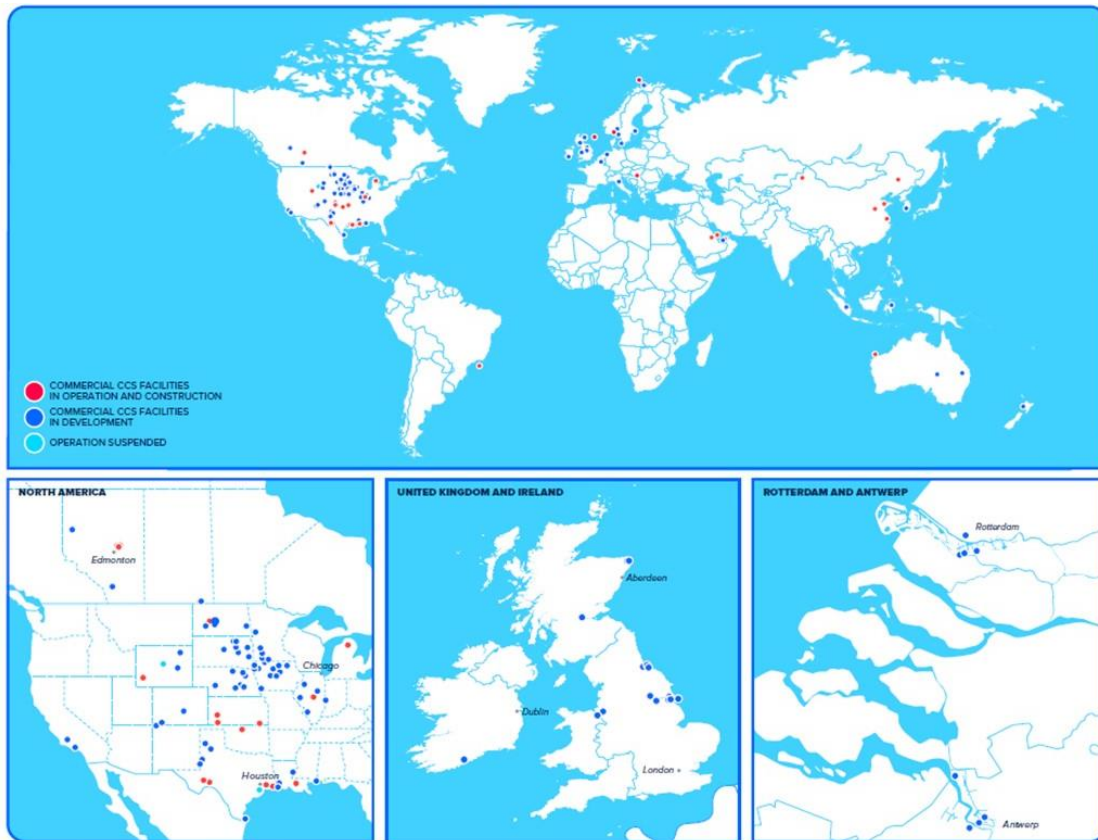 COMMERCIAL CCS FACILITIES
IN OPERATION AND CONSTRUCTION
COMMERCIAL CCS FACILITIES
IN DEVELOPMENT
OPERATION SUSPENDED
NORTH AMERICA
Edmonton
Chicago
Houston
UNITED KINGDOM AND IRELAND
Aberdeen
Dublin
London
ROTTERDAM AND ANTWERP
Rotterdam
Antwerp